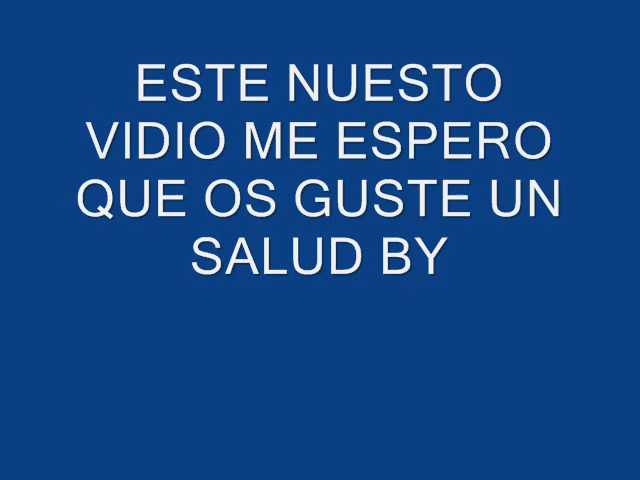 ESTE NUESTO
VIDIO ME ESPERO
QUE OS GUSTE UN
SALUD BY